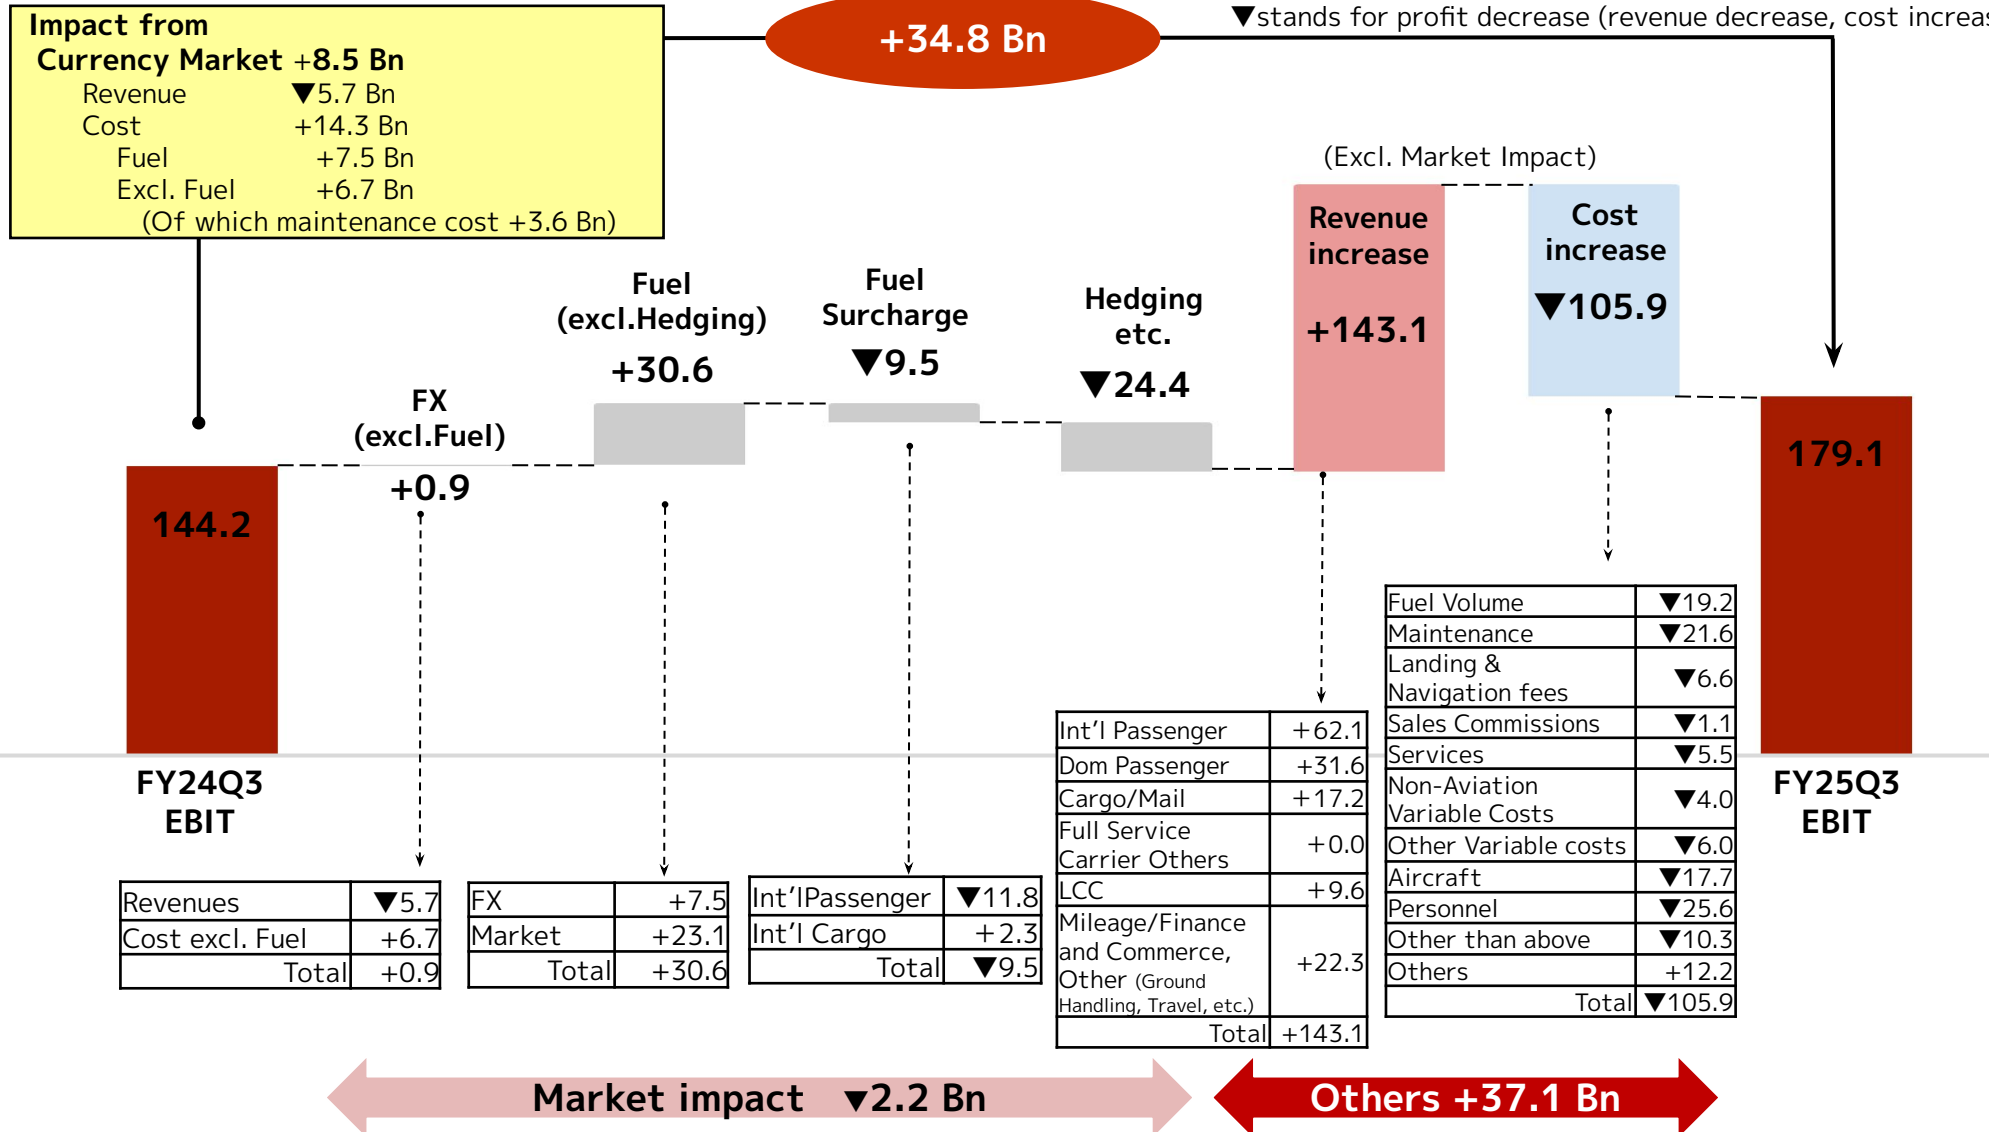 Impact from
Currency Market +8.5 Bn
Revenue ▼5.7 Bn
Cost +14.3 Bn
Fuel +7.5 Bn
Excl. Fuel +6.7 Bn
(Of which maintenance cost +3.6 Bn)
+34.8 Bn
▼stands for profit decrease (revenue decrease, cost increas
(Excl. Market Impact)
144.2
FY24Q3
EBIT
FX
(excl.Fuel)
+0.9
Fuel
(excl.Hedging)
+30.6
Fuel
Surcharge
▼9.5
Hedging
etc.
▼24.4
Revenue
increase
+143.1
Cost
increase
▼105.9
179.1
FY25Q3
EBIT
Revenues ▼5.7
Cost excl. Fuel +6.7
Total +0.9
FX +7.5
Market +23.1
Total +30.6
Int'lPassenger ▼11.8
Int'l Cargo +2.3
Total ▼9.5
Int'l Passenger +62.1
Dom Passenger +31.6
Cargo/Mail +17.2
Full Service
Carrier Others +0.0
LCC +9.6
Mileage/Finance
and Commerce,
Other (Ground
Handling, Travel, etc.) +22.3
Total +143.1
Fuel Volume ▼19.2
Maintenance ▼21.6
Landing &
Navigation fees ▼6.6
Sales Commissions ▼1.1
Services ▼5.5
Non-Aviation
Variable Costs ▼4.0
Other Variable costs ▼6.0
Aircraft ▼17.7
Personnel ▼25.6
Other than above ▼10.3
Others +12.2
Total ▼105.9
Market impact ▼2.2 Bn
Others +37.1 Bn